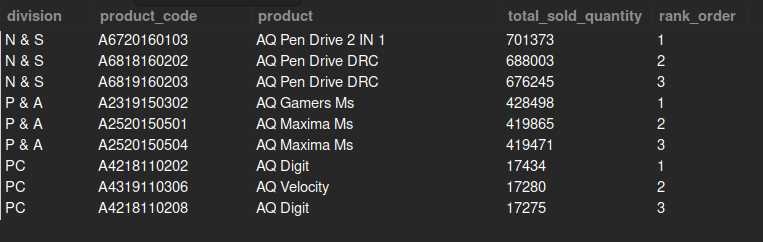 division product_code product total_sold_quantity rank_order
N & S A6720160103 AQ Pen Drive 2 IN 1 701373 1
N & S A6818160202 AQ Pen Drive DRC 688003 2
N & S A6819160203 AQ Pen Drive DRC 676245 3
P & A A2319150302 AQ Gamers Ms 428498 1
P & A A2520150501 AQ Maxima Ms 419865 2
P & A A2520150504 AQ Maxima Ms 419471 3
PC A4218110202 AQ Digit 17434 1
PC A4319110306 AQ Velocity 17280 2
PC A4218110208 AQ Digit 17275 3